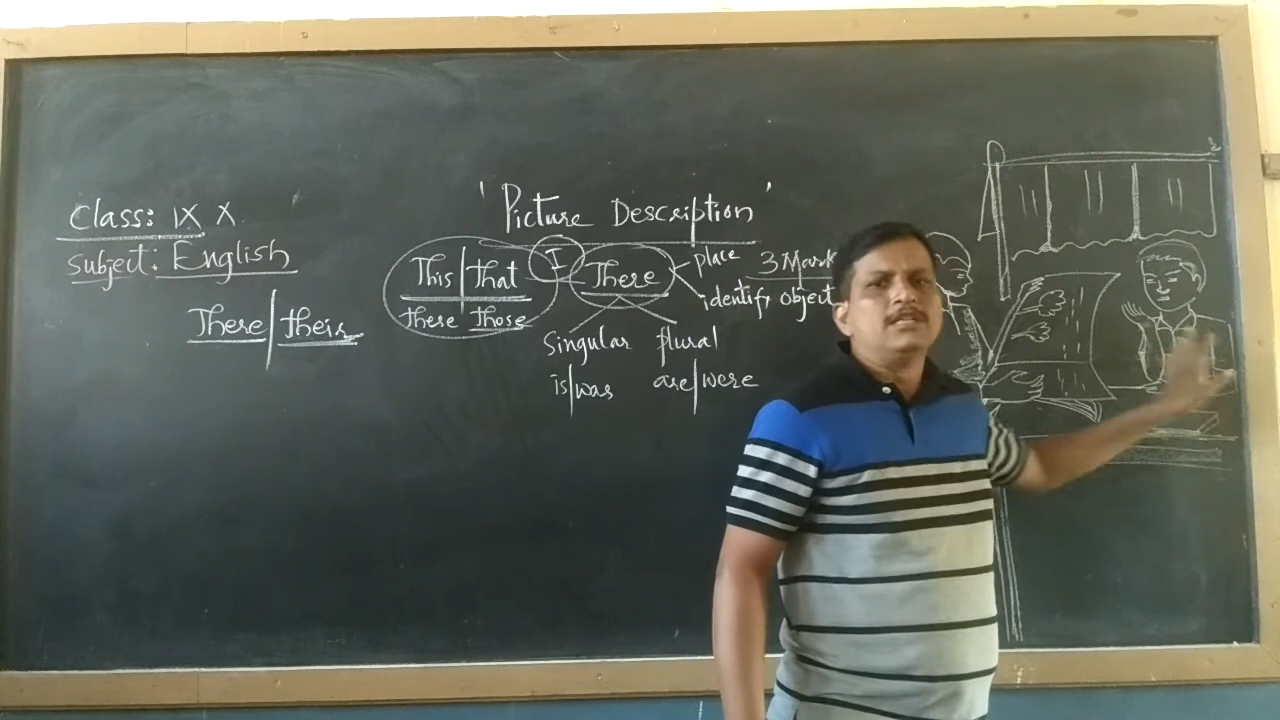 Class: IX X
Subject: English
There/their
'Picture Description'
This/that I There place 3 Mark
these those identify object
Singular plural
is/was are/were